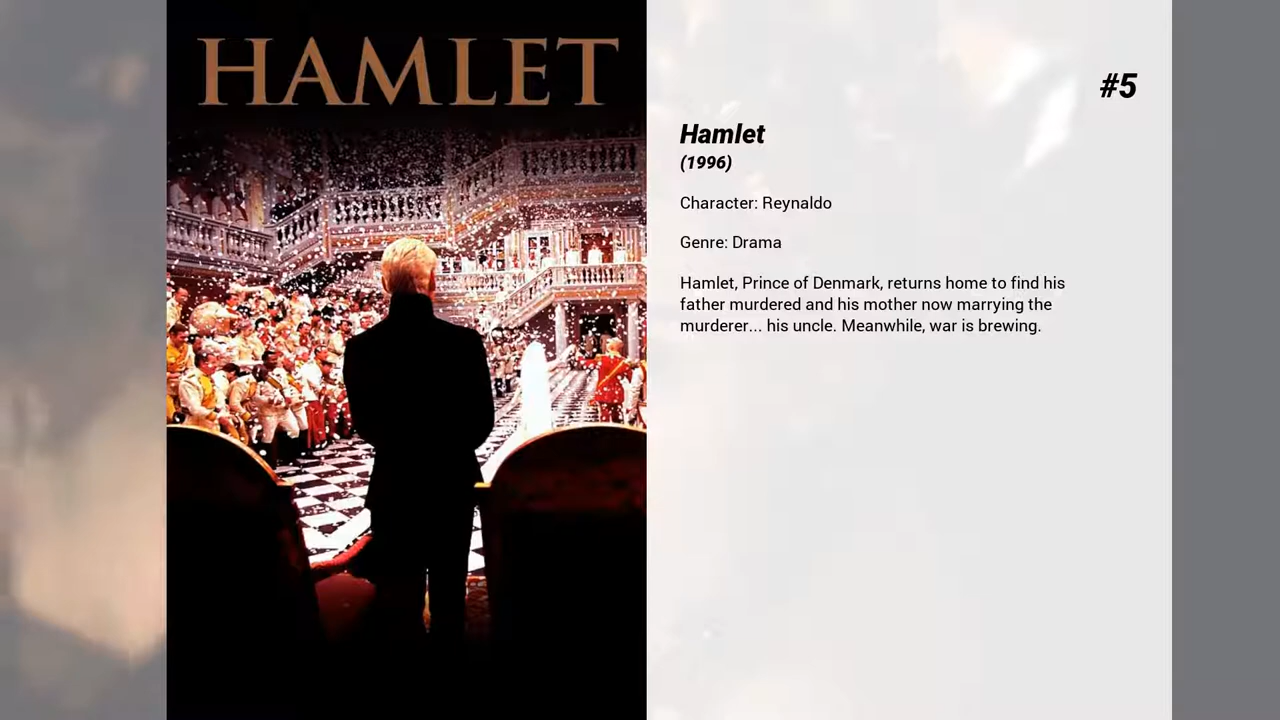 HAMLET
#5
Hamlet
(1996)
Character: Reynaldo
Genre: Drama
Hamlet, Prince of Denmark, returns home to find his
father murdered and his mother now marrying the
murderer... his uncle. Meanwhile, war is brewing.